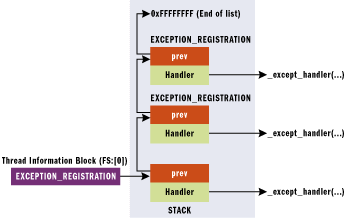 0xFFFFFFFF (End of list)
EXCEPTION_REGISTRATION
prev
Handler
_except_handler(...)
EXCEPTION_REGISTRATION
prev
Handler
_except_handler(...)
Thread Information Block (FS:[0])
EXCEPTION_REGISTRATION
prev
Handler
_except_handler(...)
STACK